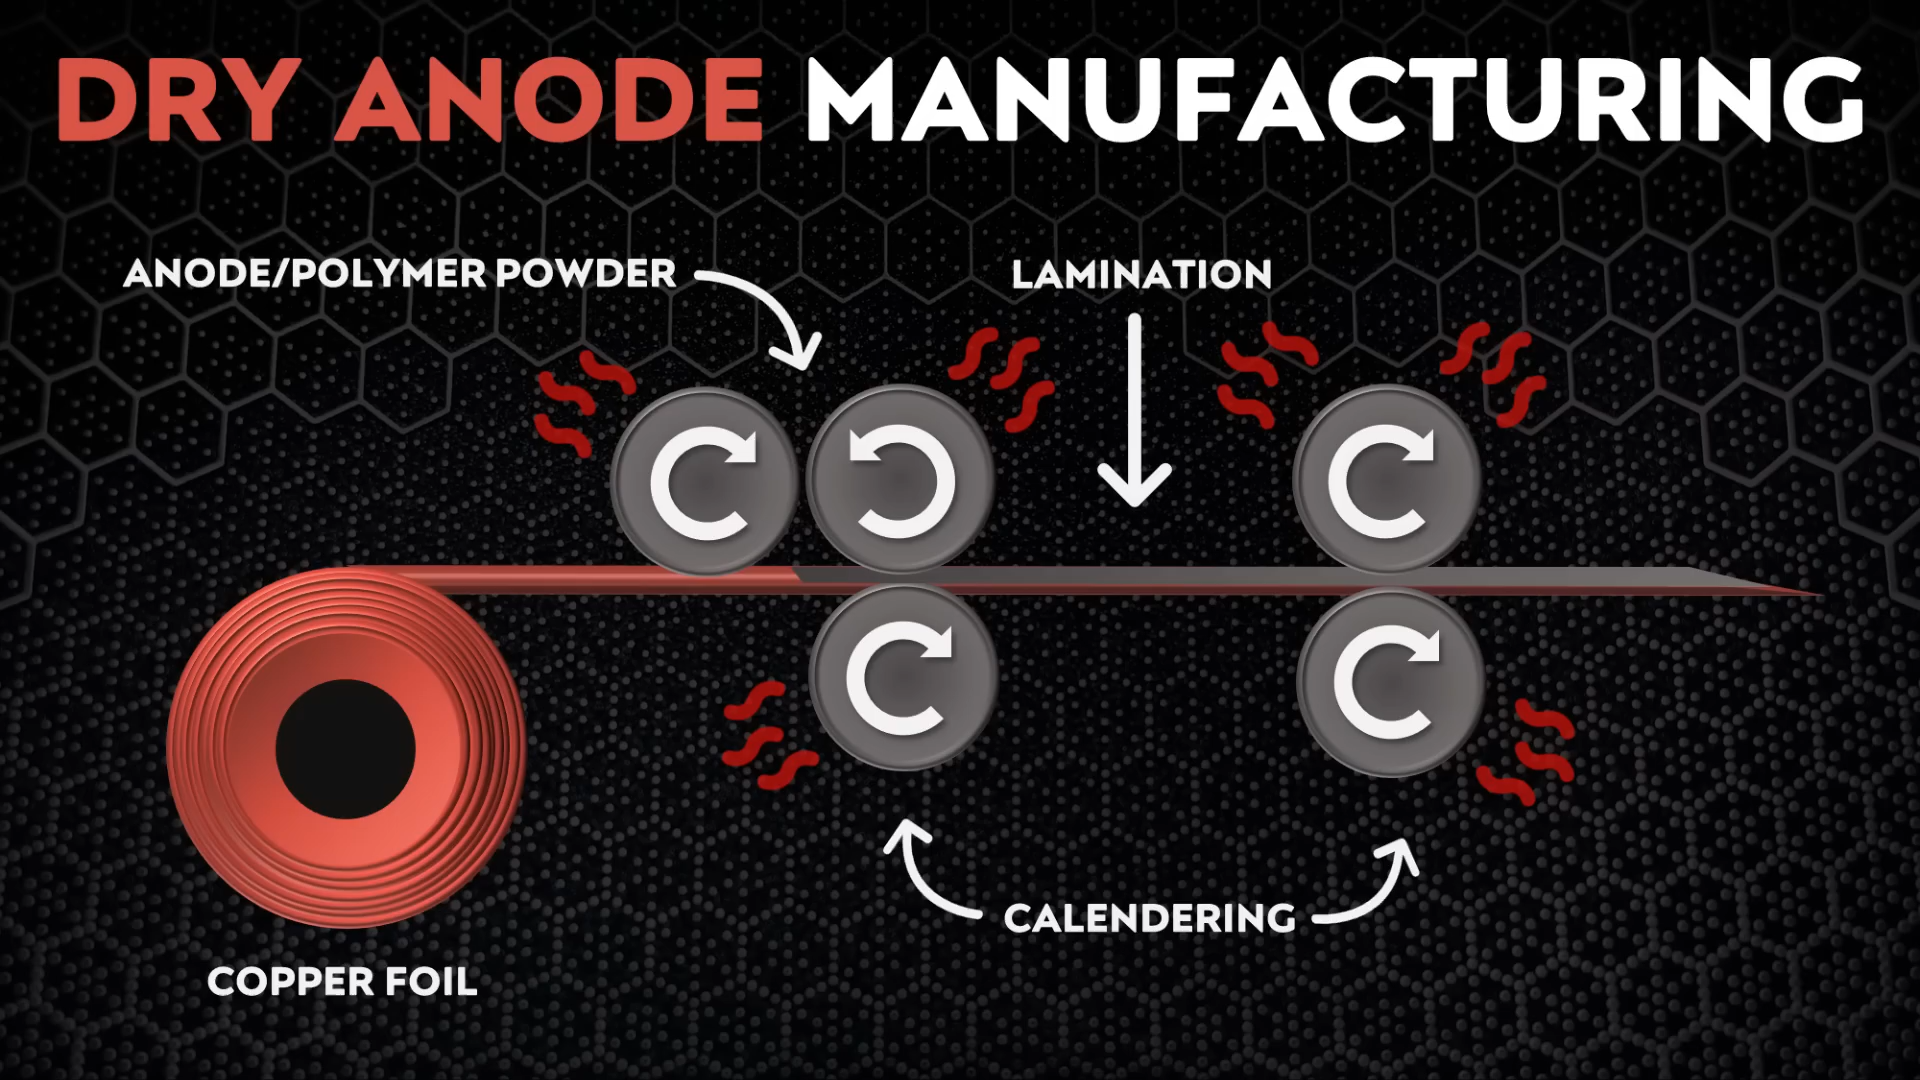 DRY ANODE MANUFACTURING
ANODE/POLYMER POWDER
LAMINATION
CALENDERING
COPPER FOIL